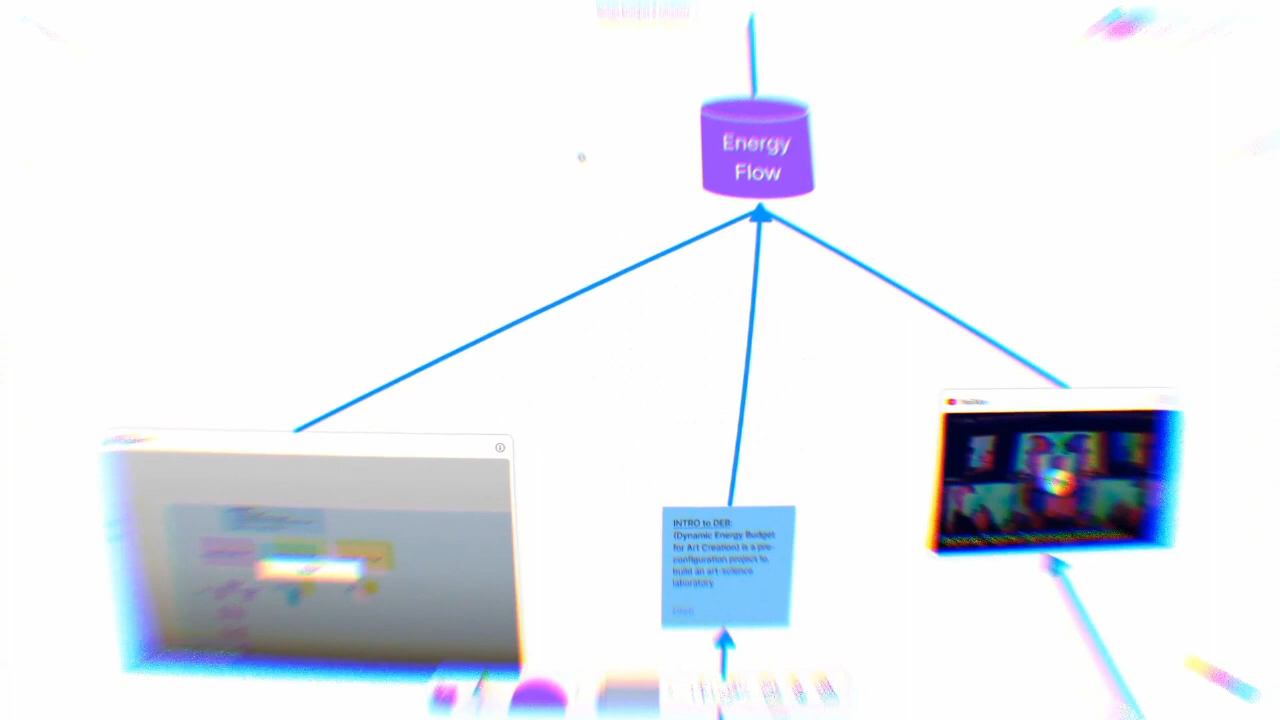 Energy
Flow
INTRO to DEB:
(Dynamic Energy Budget
for Art Creation) is a pre-
configuration project to
build an art-science
laboratory